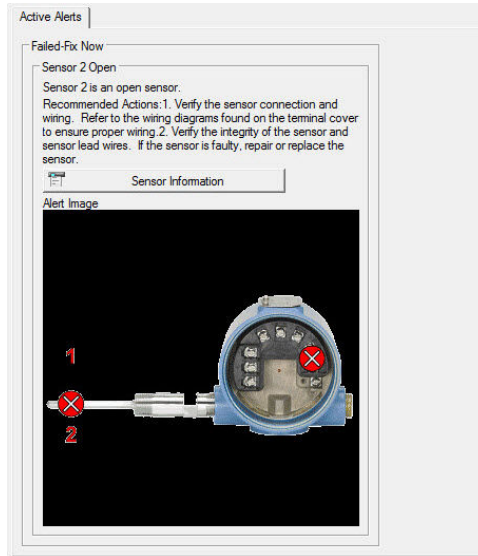 Active Alerts
Failed-Fix Now
Sensor 2 Open
Sensor 2 is an open sensor.
Recommended Actions:1. Verify the sensor connection and
wiring.  Refer to the wiring diagrams found on the terminal cover
to ensure proper wiring.2. Verify the integrity of the sensor and
sensor lead wires.  If the sensor is faulty, repair or replace the
sensor.
Sensor Information
Alert Image
1
2